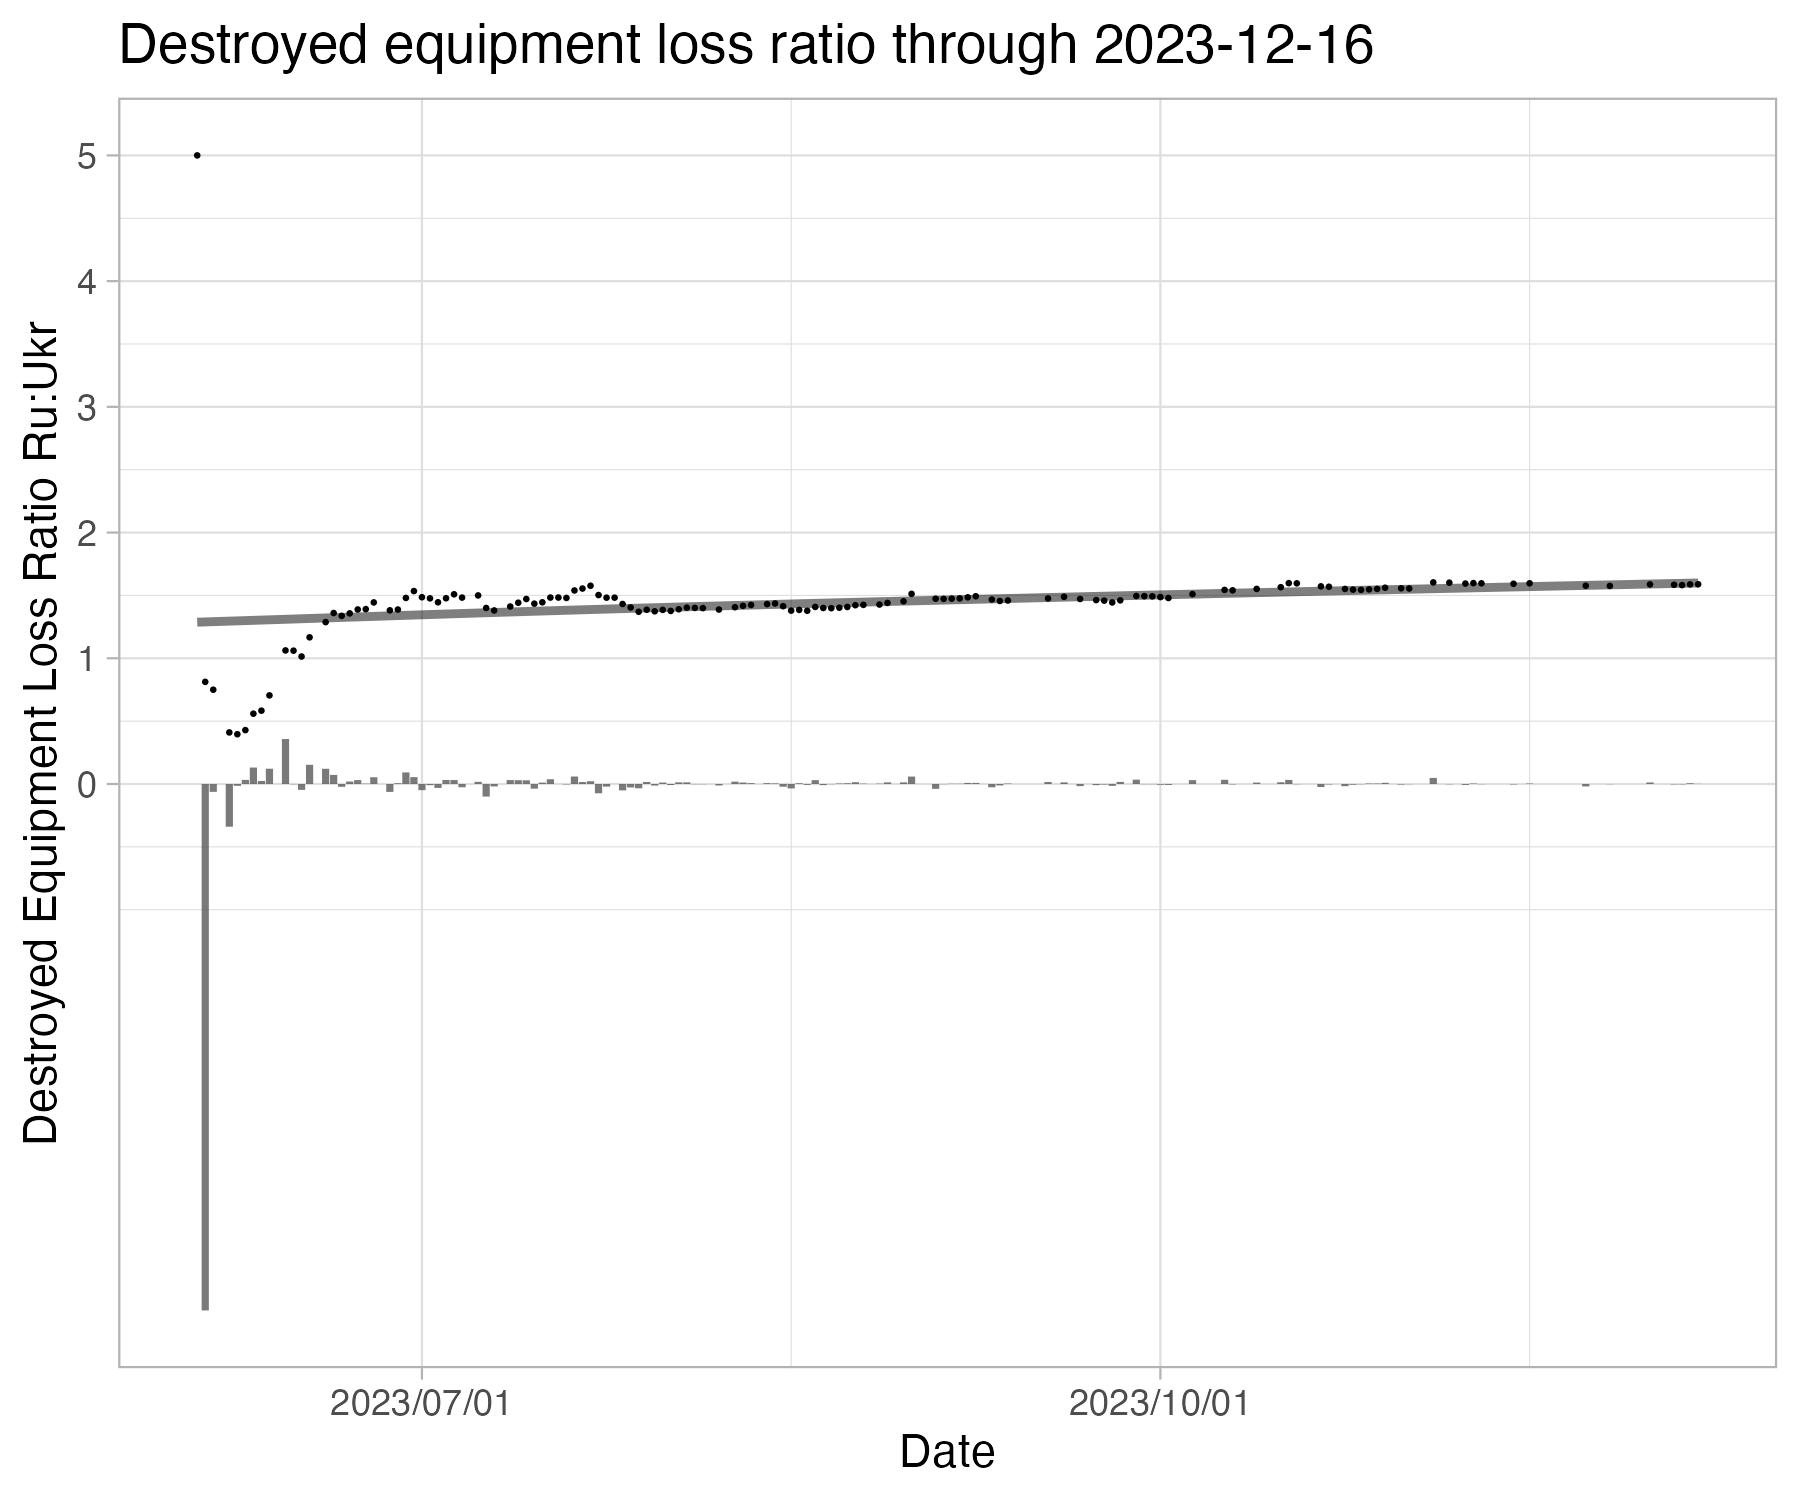 Destroyed equipment loss ratio through 2023-12-16
Destroyed Equipment Loss Ratio Ru:Ukr
5
4
3
2
1
0
2023/07/01
2023/10/01
Date